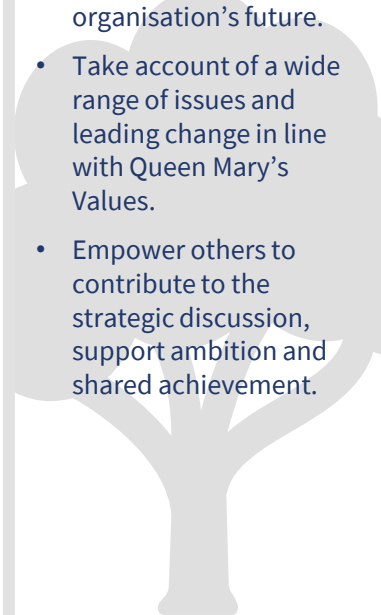 organisation’s future.
• Take account of a wide
range of issues and
leading change in line
with Queen Mary’s
Values.
• Empower others to
contribute to the
strategic discussion,
support ambition and
shared achievement.